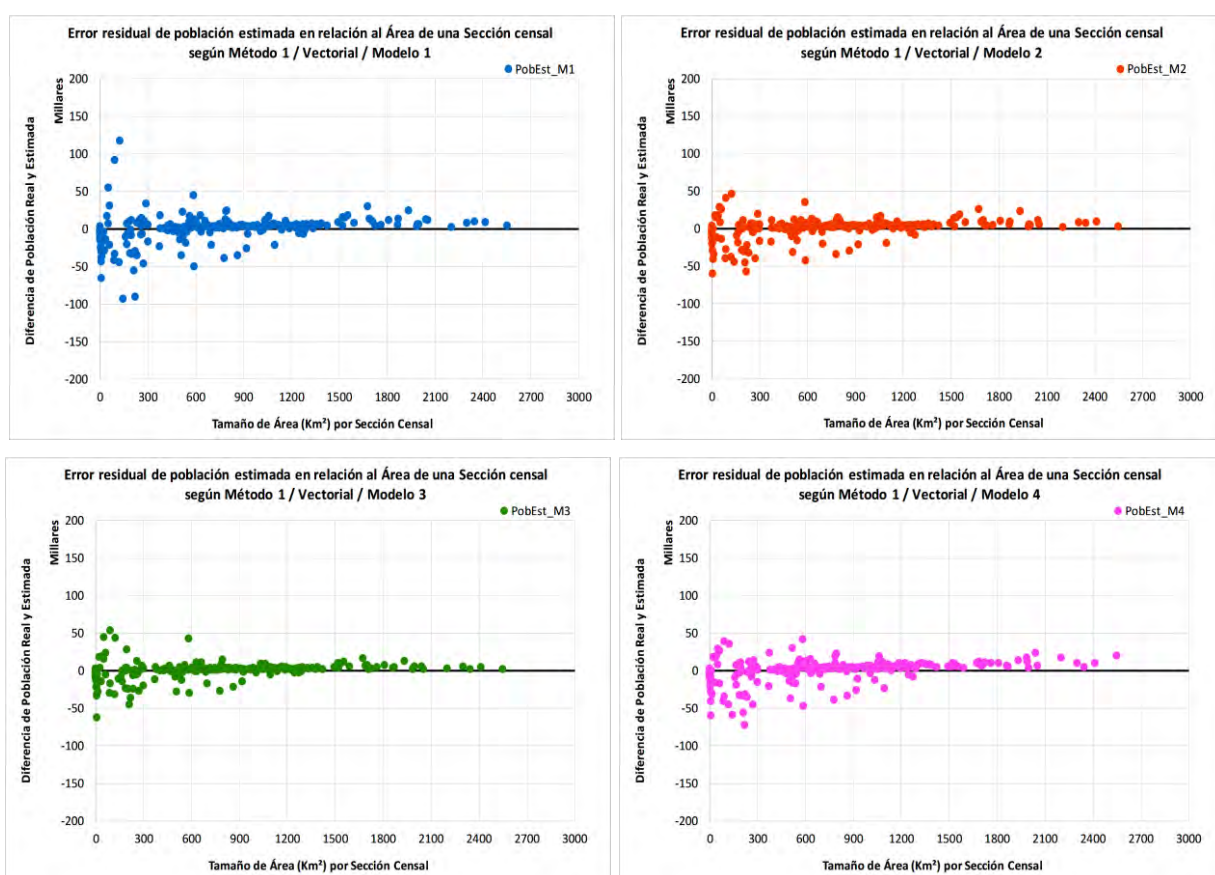 Error residual de población estimada en relación al Área de una Sección censal
según Método 1 / Vectorial / Modelo 1
PobEst_M1
Millares
Diferencia de Población Real y Estimada
200
150
100
50
0
-50
-100
-150
-200
0 300 600 900 1200 1500 1800 2100 2400 2700 3000
Tamaño de Área (Km²) por Sección Censal
Error residual de población estimada en relación al Área de una Sección censal
según Método 1 / Vectorial / Modelo 2
PobEst_M2
Millares
Diferencia de Población Real y Estimada
200
150
100
50
0
-50
-100
-150
-200
0 300 600 900 1200 1500 1800 2100 2400 2700 3000
Tamaño de Área (Km²) por Sección Censal
Error residual de población estimada en relación al Área de una Sección censal
según Método 1 / Vectorial / Modelo 3
PobEst_M3
Millares
Diferencia de Población Real y Estimada
200
150
100
50
0
-50
-100
-150
-200
0 300 600 900 1200 1500 1800 2100 2400 2700 3000
Tamaño de Área (Km²) por Sección Censal
Error residual de población estimada en relación al Área de una Sección censal
según Método 1 / Vectorial / Modelo 4
PobEst_M4
Millares
Diferencia de Población Real y Estimada
200
150
100
50
0
-50
-100
-150
-200
0 300 600 900 1200 1500 1800 2100 2400 2700 3000
Tamaño de Área (Km²) por Sección Censal